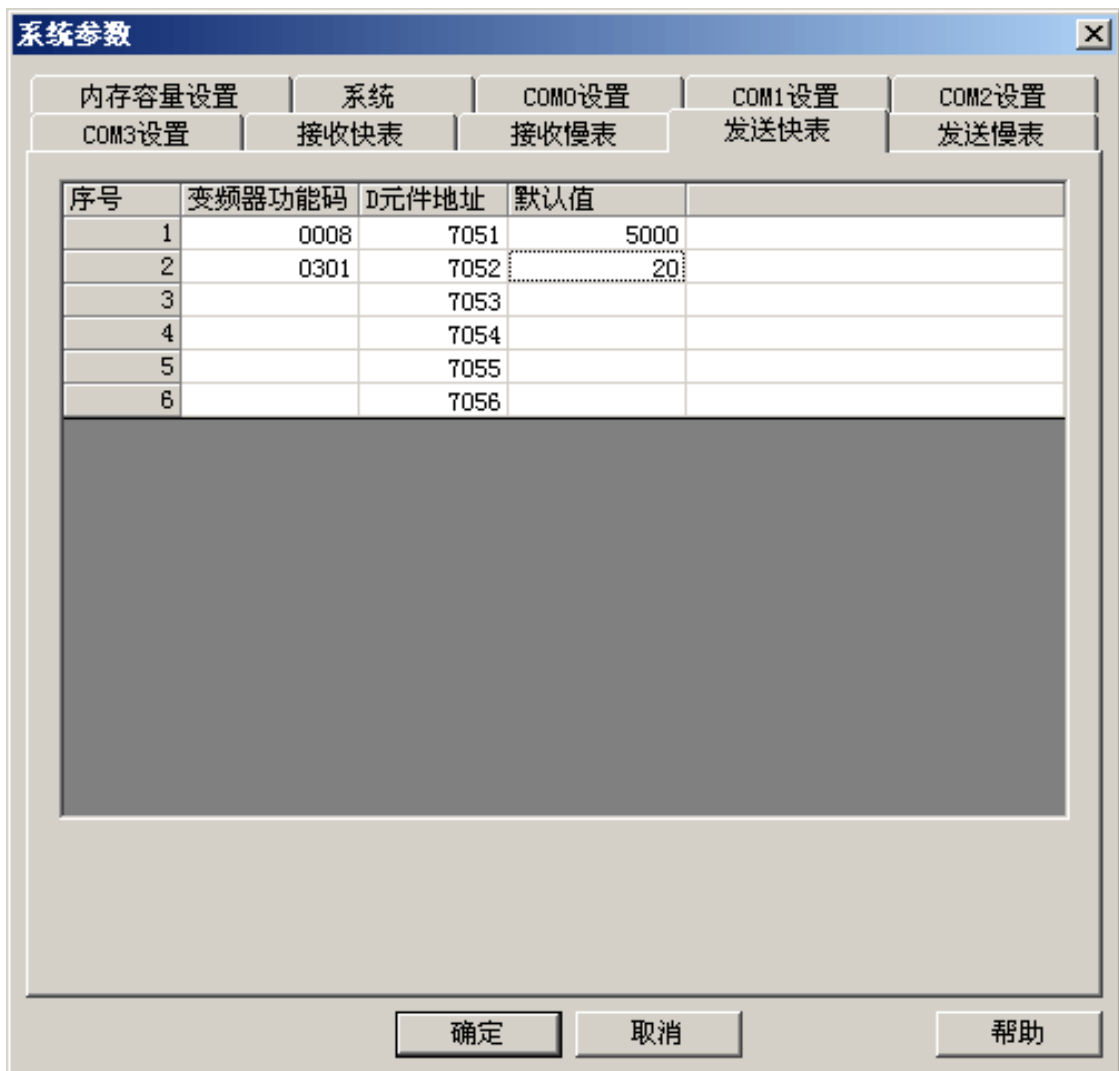 系统参数
内存容量设置 系统 COM0设置 COM1设置 COM2设置
COM3设置 接收快表 接收慢表 发送快表 发送慢表
序号 变频器功能码 D元件地址 默认值
1 0008 7051 5000
2 0301 7052 20
3 7053
4 7054
5 7055
6 7056
确定 取消 帮助